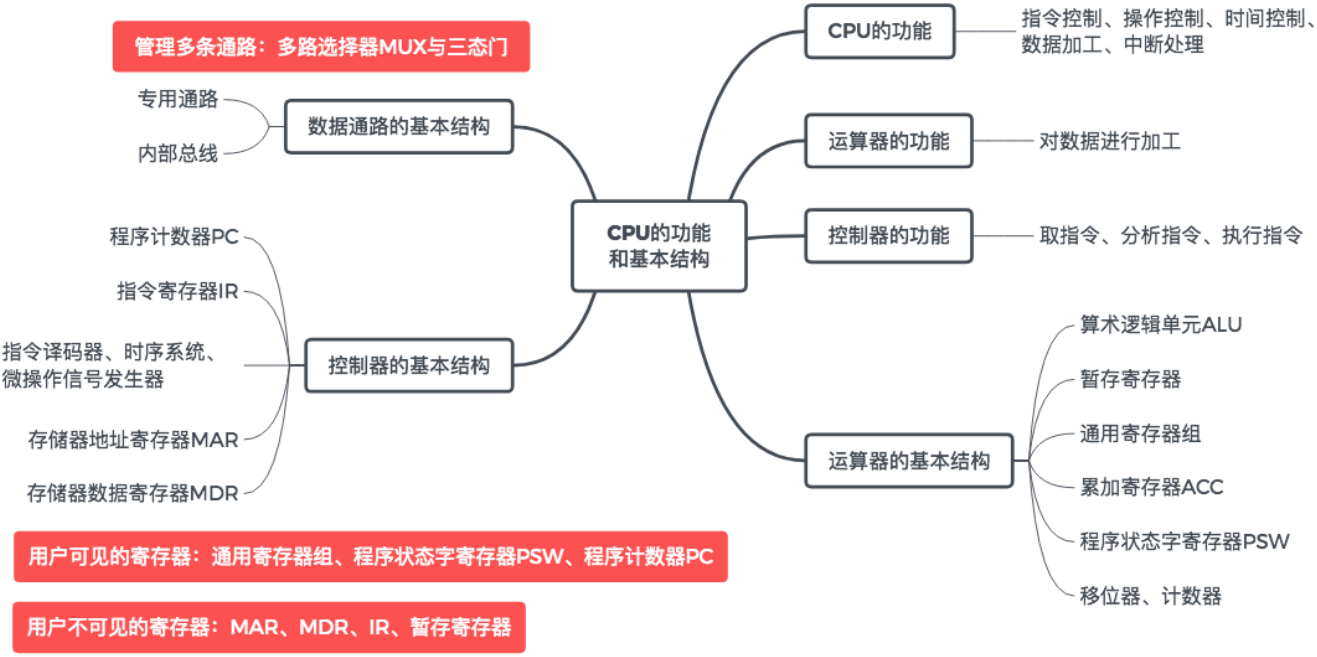 管理多条通路：多路选择器MUX与三态门
专用通路
数据通路的基本结构
内部总线
程序计数器PC
指令寄存器IR
指令译码器、时序系统、
微操作信号发生器
控制器的基本结构
存储器地址寄存器MAR
存储器数据寄存器MDR
用户可见的寄存器：通用寄存器组、程序状态字寄存器PSW、程序计数器PC
用户不可见的寄存器：MAR、MDR、IR、暂存寄存器
CPU的功能
和基本结构
CPU的功能
指令控制、操作控制、时间控制、
数据加工、中断处理
运算器的功能
对数据进行加工
控制器的功能
取指令、分析指令、执行指令
运算器的基本结构
算术逻辑单元ALU
暂存寄存器
通用寄存器组
累加寄存器ACC
程序状态字寄存器PSW
移位器、计数器